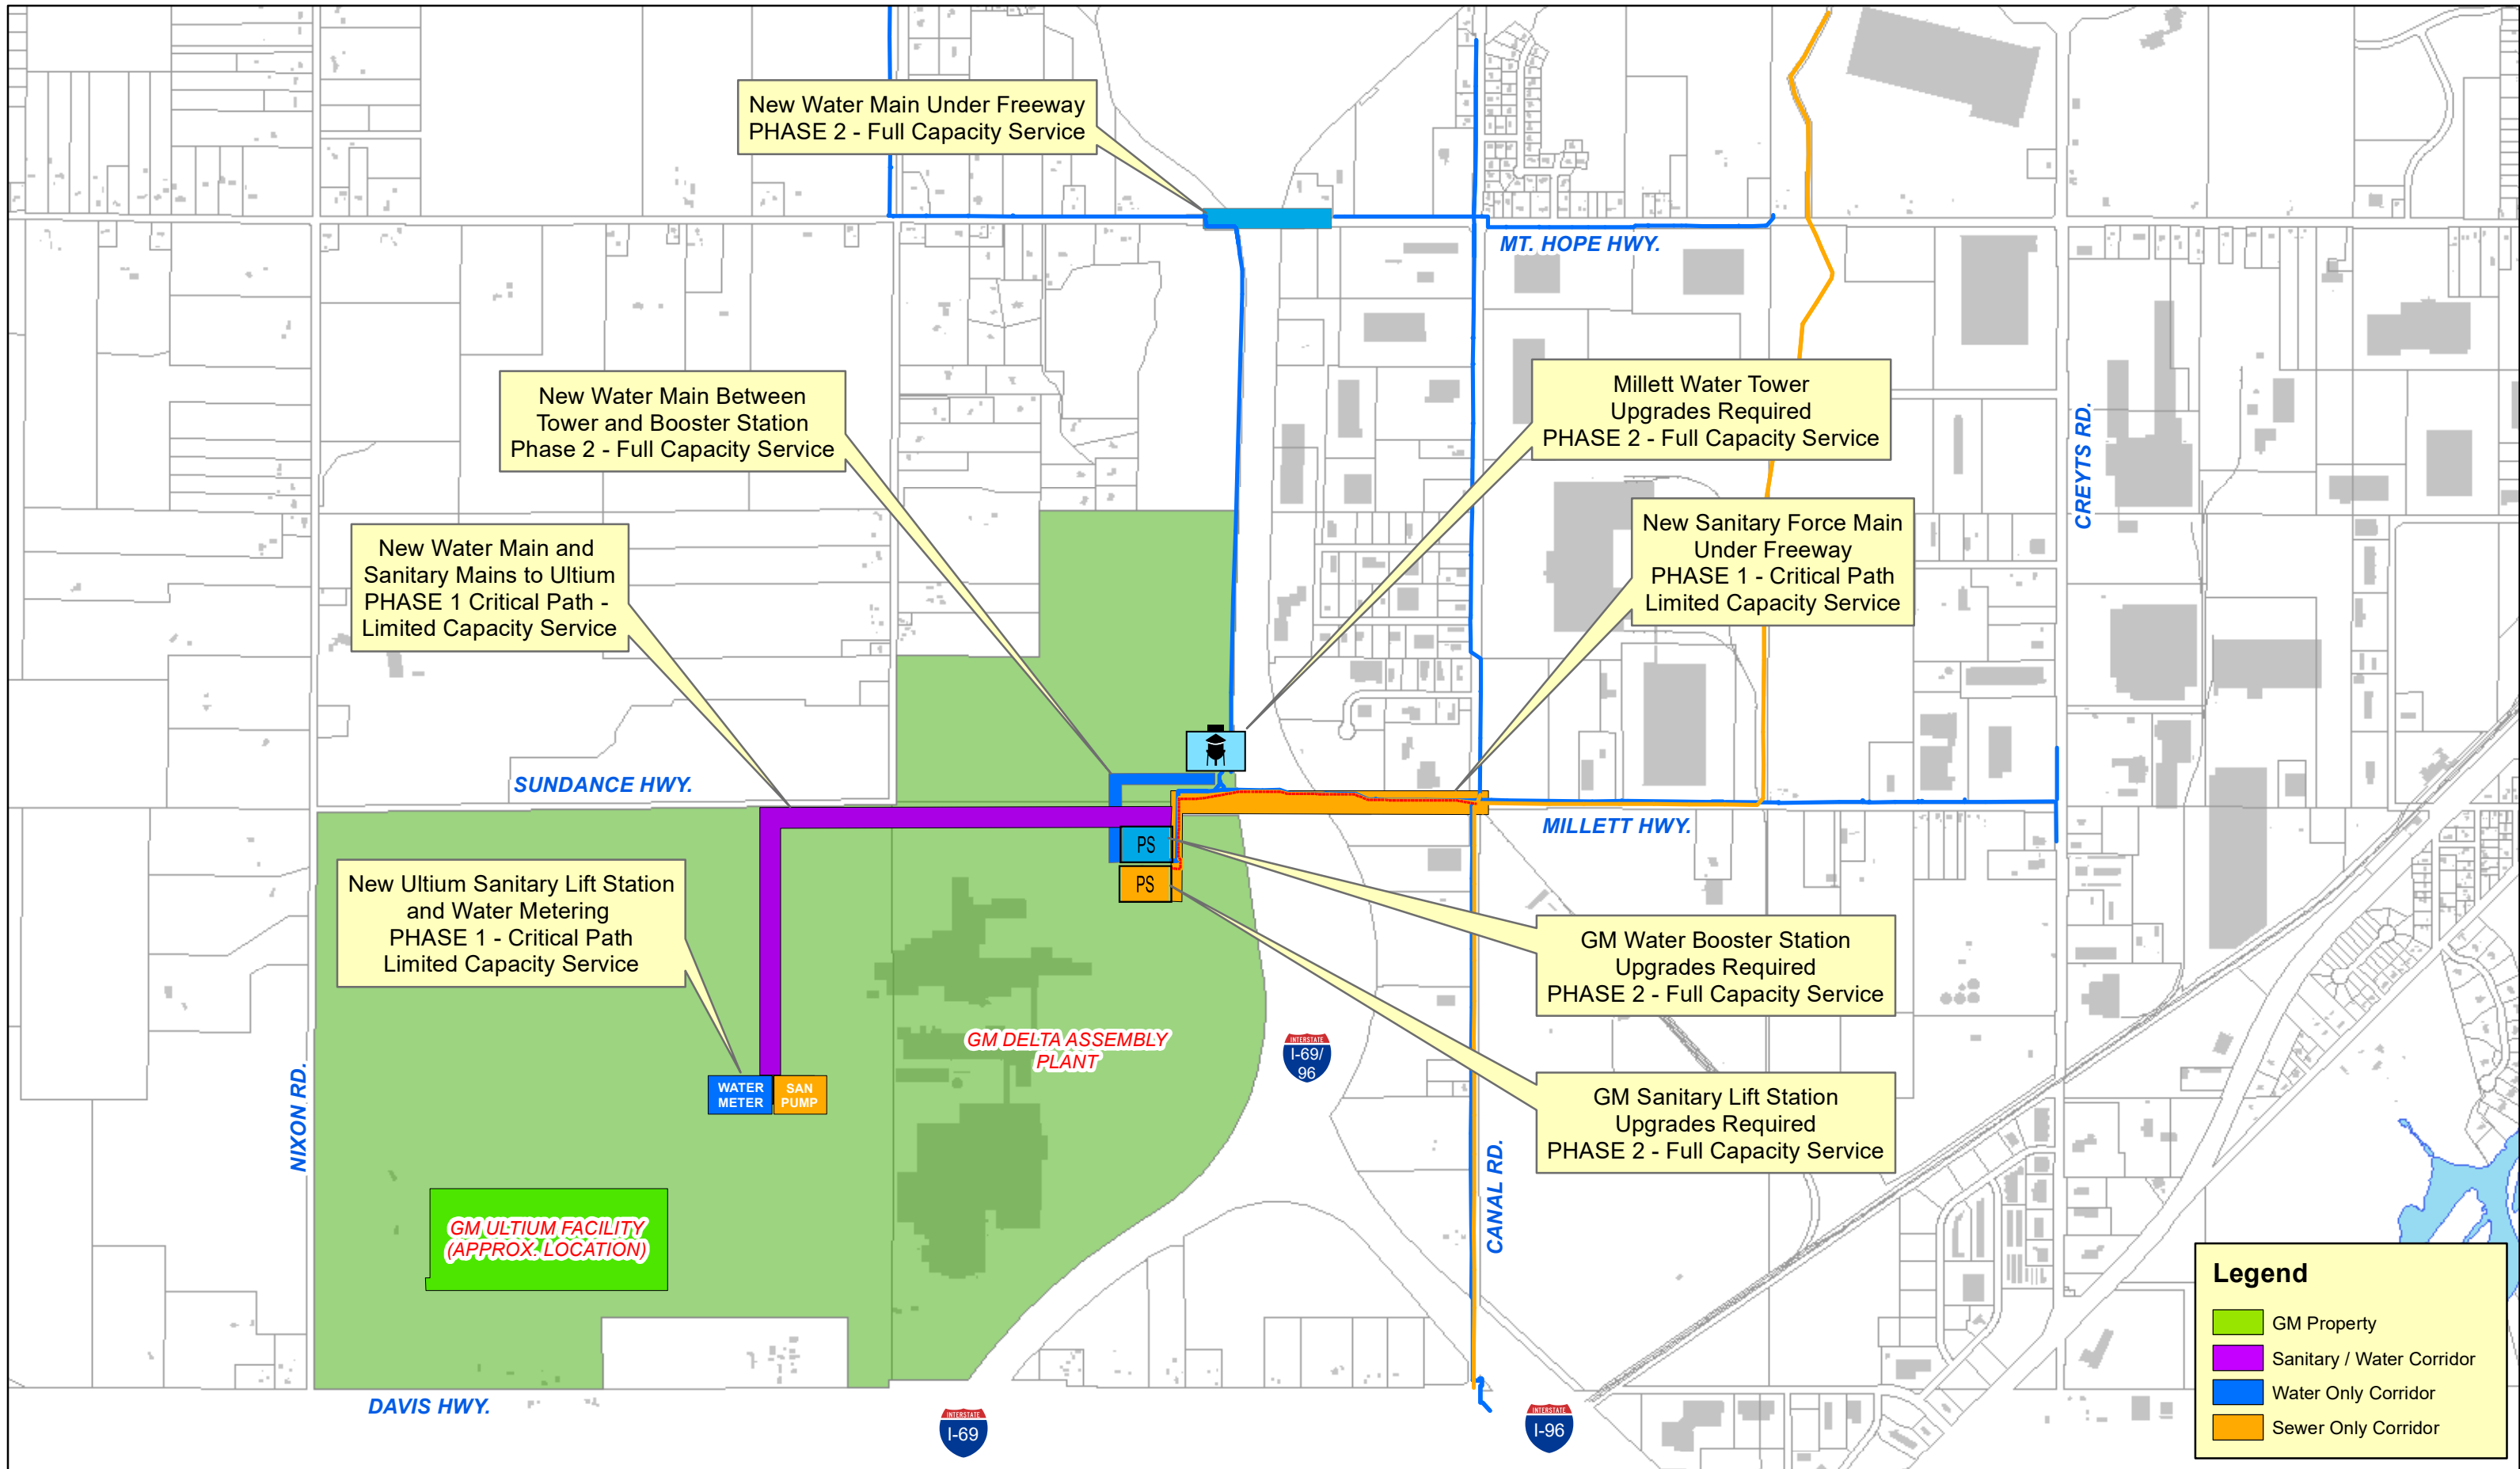 New Water Main Under Freeway
PHASE 2 - Full Capacity Service
MT. HOPE HWY.
New Water Main Between
Tower and Booster Station
Phase 2 - Full Capacity Service
Millett Water Tower
Upgrades Required
PHASE 2 - Full Capacity Service
CREYTS RD.
New Water Main and
Sanitary Mains to Ultium
PHASE 1 Critical Path -
Limited Capacity Service
New Sanitary Force Main
Under Freeway
PHASE 1 - Critical Path
Limited Capacity Service
SUNDANCE HWY.
MILLETT HWY.
PS
PS
New Ultium Sanitary Lift Station
and Water Metering
PHASE 1 - Critical Path
Limited Capacity Service
GM Water Booster Station
Upgrades Required
PHASE 2 - Full Capacity Service
GM DELTA ASSEMBLY
PLANT
INTERSTATE
I-69/
96
WATER
METER
SAN
PUMP
NIXON RD.
GM Sanitary Lift Station
Upgrades Required
PHASE 2 - Full Capacity Service
CANAL RD.
GM ULTIUM FACILITY
(APPROX. LOCATION)
DAVIS HWY.
INTERSTATE
I-69
INTERSTATE
I-96
Legend
GM Property
Sanitary / Water Corridor
Water Only Corridor
Sewer Only Corridor